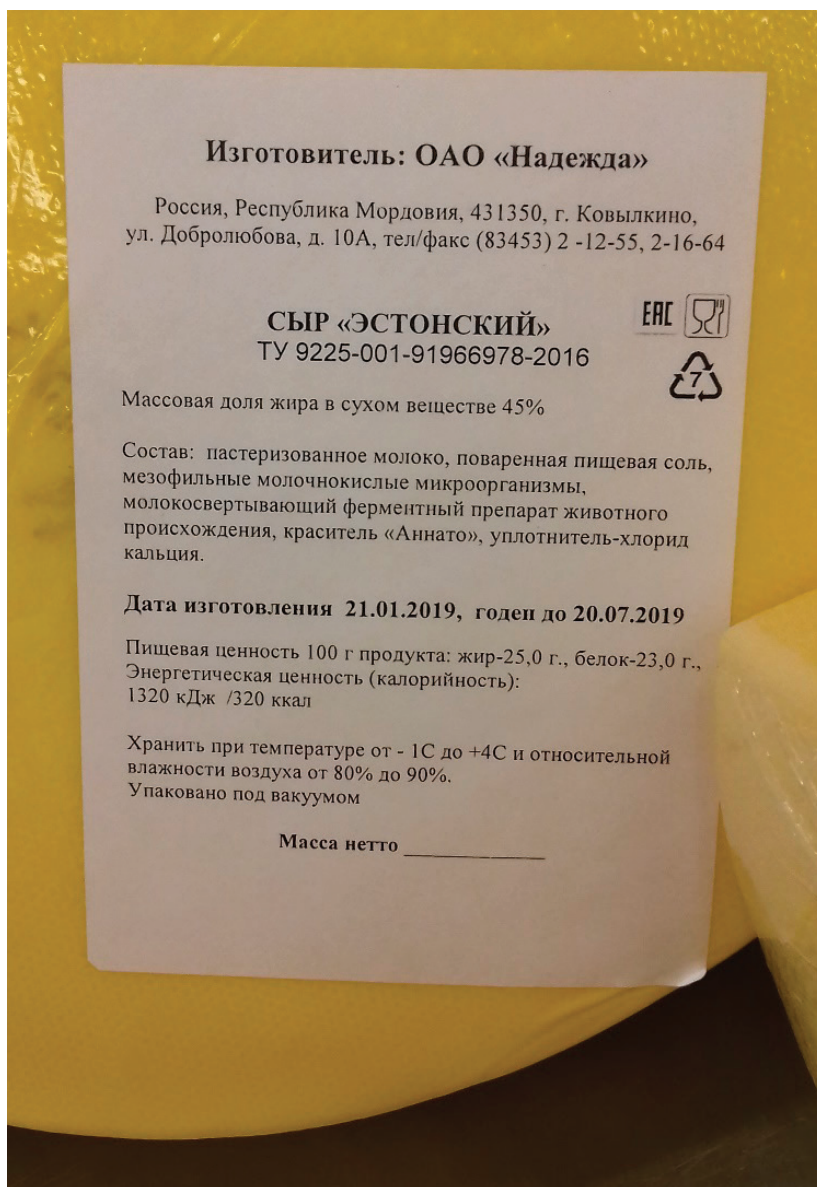 Изготовитель: ОАО «Надежда»
Россия, Республика Мордовия, 431350, г. Ковылкино,
ул. Добролюбова, д. 10А, тел/факс (83453) 2 -12-55, 2-16-64
EAC
СЫР «ЭСТОНСКИЙ»
ТУ 9225-001-91966978-2016
7
Массовая доля жира в сухом веществе 45%
Состав: пастеризованное молоко, поваренная пищевая соль,
мезофильные молочнокислые микроорганизмы,
молокосвертывающий ферментный препарат животного
происхождения, краситель «Аннато», уплотнитель-хлорид
кальция.
Дата изготовления 21.01.2019, годен до 20.07.2019
Пищевая ценность 100 г продукта: жир-25,0 г., белок-23,0 г.,
Энергетическая ценность (калорийность):
1320 кДж /320 ккал
Хранить при температуре от - 1С до +4С и относительной
влажности воздуха от 80% до 90%.
Упаковано под вакуумом
Масса нетто ____________